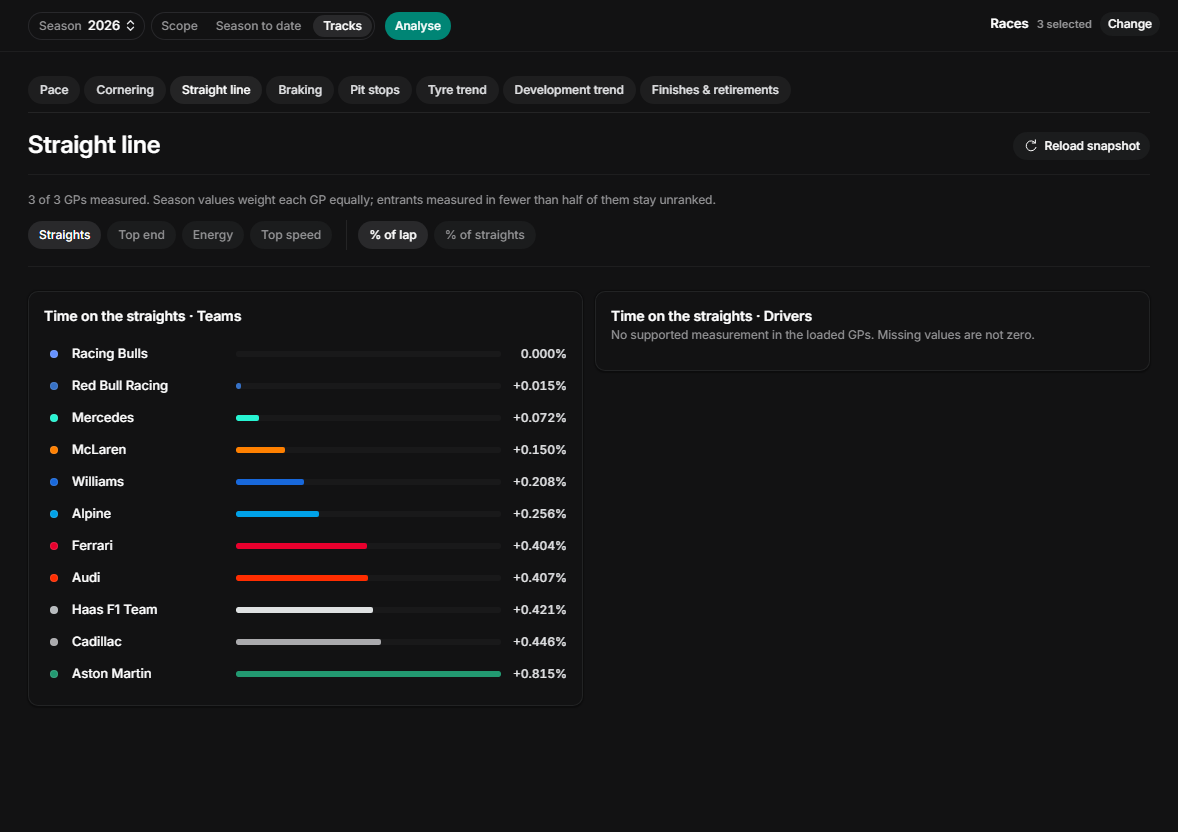 Season 2026 Scope Season to date Tracks Analyse Races 3 selected Change
Pace Cornering Straight line Braking Pit stops Tyre trend Development trend Finishes & retirements
Straight line
Reload snapshot
3 of 3 GPs measured. Season values weight each GP equally; entrants measured in fewer than half of them stay unranked.
Straights Top end Energy Top speed % of lap % of straights
Time on the straights · Teams
Racing Bulls 0.000%
Red Bull Racing +0.015%
Mercedes +0.072%
McLaren +0.150%
Williams +0.208%
Alpine +0.256%
Ferrari +0.404%
Audi +0.407%
Haas F1 Team +0.421%
Cadillac +0.446%
Aston Martin +0.815%
Time on the straights · Drivers
No supported measurement in the loaded GPs. Missing values are not zero.